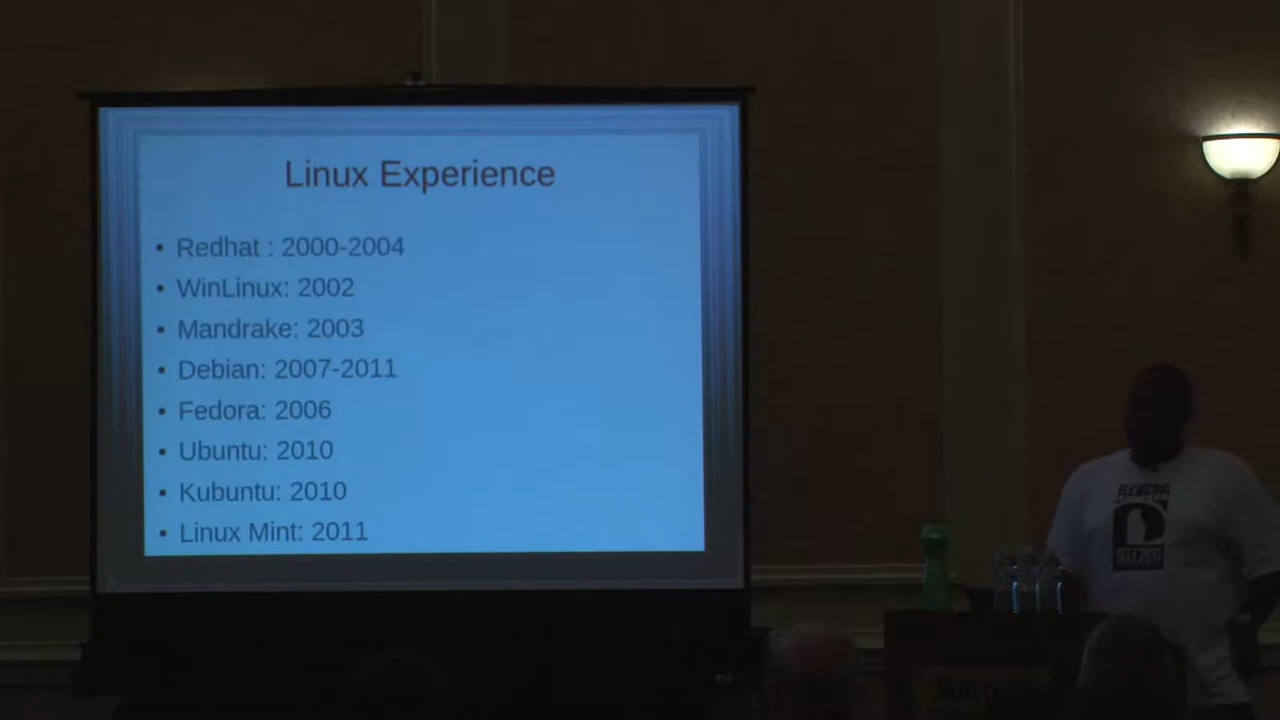 Linux Experience
• Redhat : 2000-2004
• WinLinux: 2002
• Mandrake: 2003
• Debian: 2007-2011
• Fedora: 2006
• Ubuntu: 2010
• Kubuntu: 2010
• Linux Mint: 2011